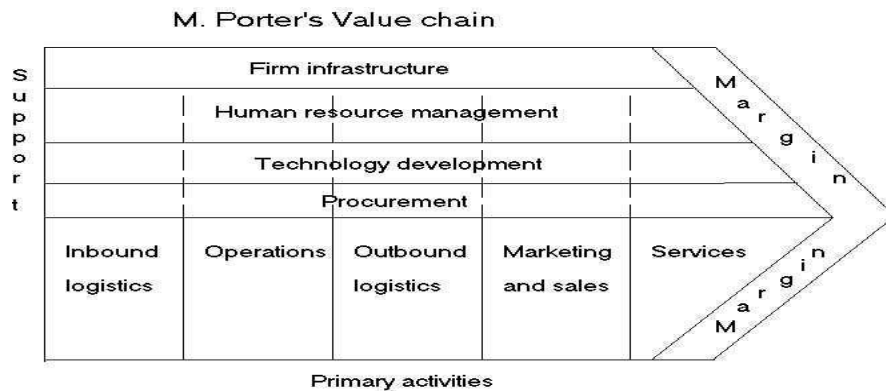 M. Porter's Value chain
Support
Firm infrastructure
Human resource management
Technology development
Procurement
Margin
Inbound
logistics
Operations
Outbound
logistics
Marketing
and sales
Services
Margin
Primary activities